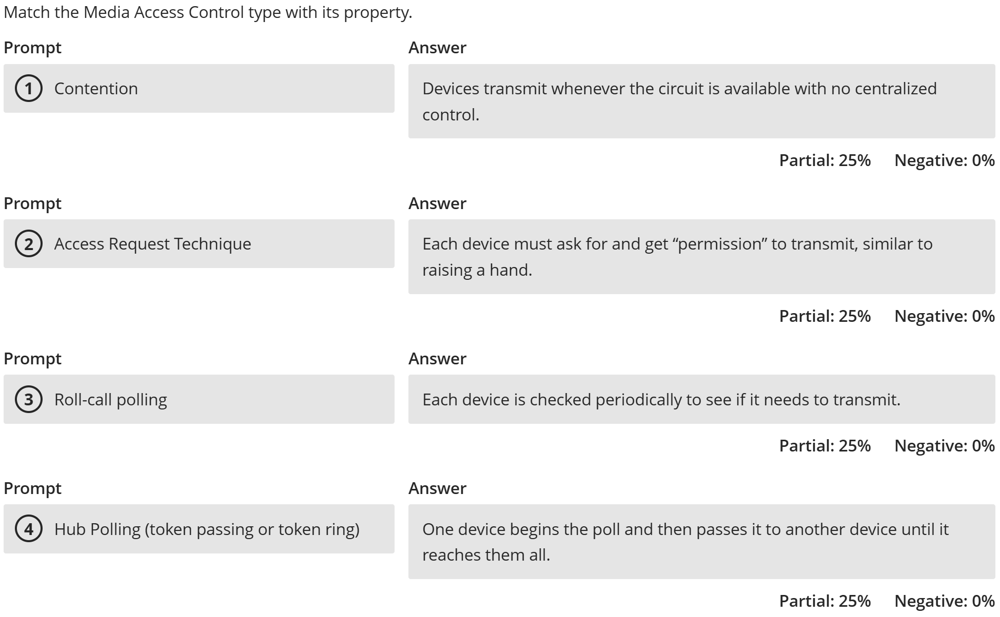 Match the Media Access Control type with its property.
Prompt
Answer
1 Contention
Devices transmit whenever the circuit is available with no centralized
control.
Partial: 25% Negative: 0%
Prompt
Answer
2 Access Request Technique
Each device must ask for and get “permission” to transmit, similar to
raising a hand.
Partial: 25% Negative: 0%
Prompt
Answer
3 Roll-call polling
Each device is checked periodically to see if it needs to transmit.
Partial: 25% Negative: 0%
Prompt
Answer
4 Hub Polling (token passing or token ring)
One device begins the poll and then passes it to another device until it
reaches them all.
Partial: 25% Negative: 0%